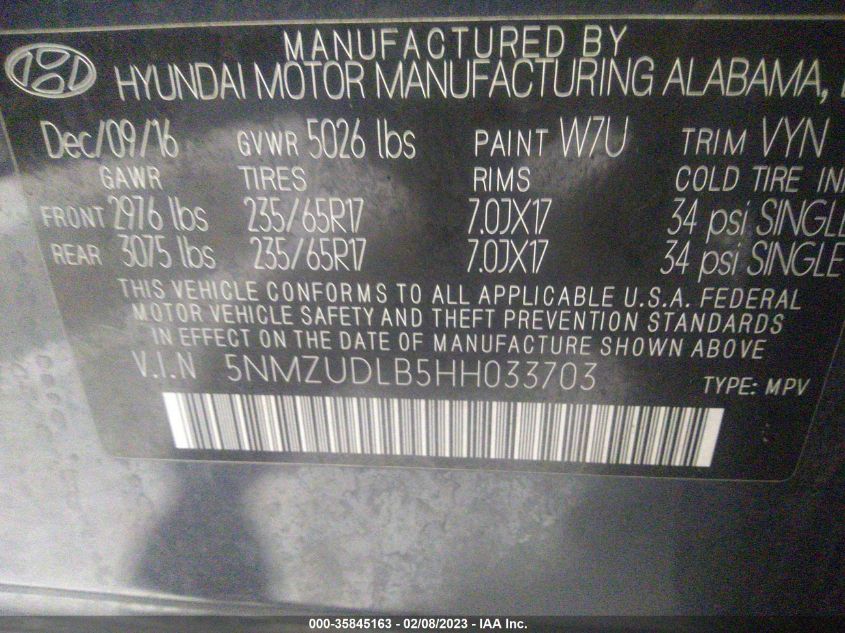 MANUFACTURED BY
HYUNDAI MOTOR MANUFACTURING ALABAMA,
Dec/09/16 GVWR 5026 lbs PAINT W7U TRIM VYN
GAWR TIRES RIMS COLD TIRE
FRONT 2976 lbs 235/65R17 7.0JX17 34 psi SINGLE
REAR 3075 lbs 235/65R17 7.0JX17 34 psi SINGLE
THIS VEHICLE CONFORMS TO ALL APPLICABLE U.S.A. FEDERAL
MOTOR VEHICLE SAFETY AND THEFT PREVENTION STANDARDS
IN EFFECT ON THE DATE OF MANUFACTURE SHOWN ABOVE
V.I.N 5NMZUDLB5HH033703 TYPE: MPV
000-35845163 - 02/08/2023 - IAA Inc.